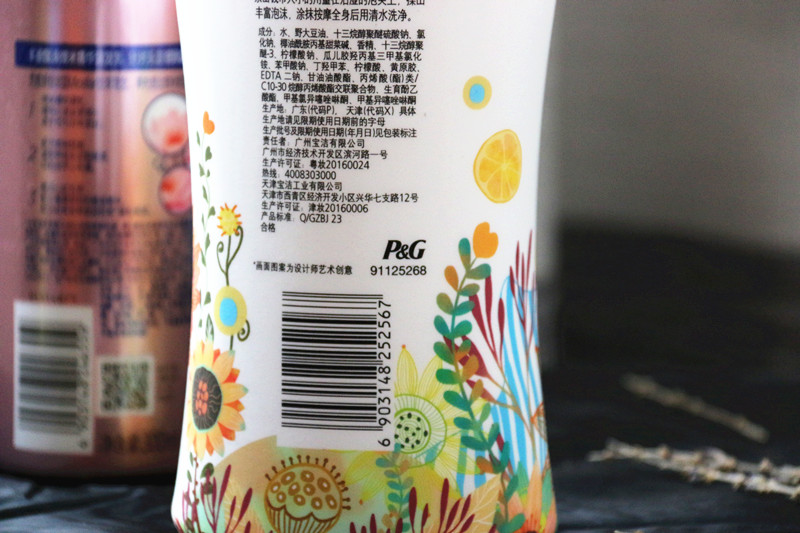 丰富泡沫、涂抹按摩全身后用清水洗净。
成分：水、野大豆油、十三烷醇聚醚硫酸钠、氯
化钠、椰油酰胺丙基甜菜碱、香精、十三烷醇聚
醚-3、柠檬酸钠、瓜儿胶羟丙基三甲基氯化
铵、苯甲酸钠、丁羟甲苯、柠檬酸、黄原胶、
EDTA 二钠、甘油油酸酯、丙烯酸(酯)类/
C10-30 烷醇丙烯酸酯交联聚合物、生育酚乙
酸酯、甲基氯异噻唑啉酮、甲基异噻唑啉酮
生产地：广东(代码P)、天津(代码X) 具体
生产地请见限期使用日期前的字母
生产批号及限期使用日期(年月日)见包装标注
责任者：广州宝洁有限公司
广州市经济技术开发区滨河路一号
生产许可证：粤妆20160024
热线：4008303000
天津宝洁工业有限公司
天津市西青区经济开发小区兴华七支路12号
生产许可证：津妆20160006
产品标准：Q/GZBJ 23
合格
P&G
*画面图案为设计师艺术创意 91125268
6 903148 252567